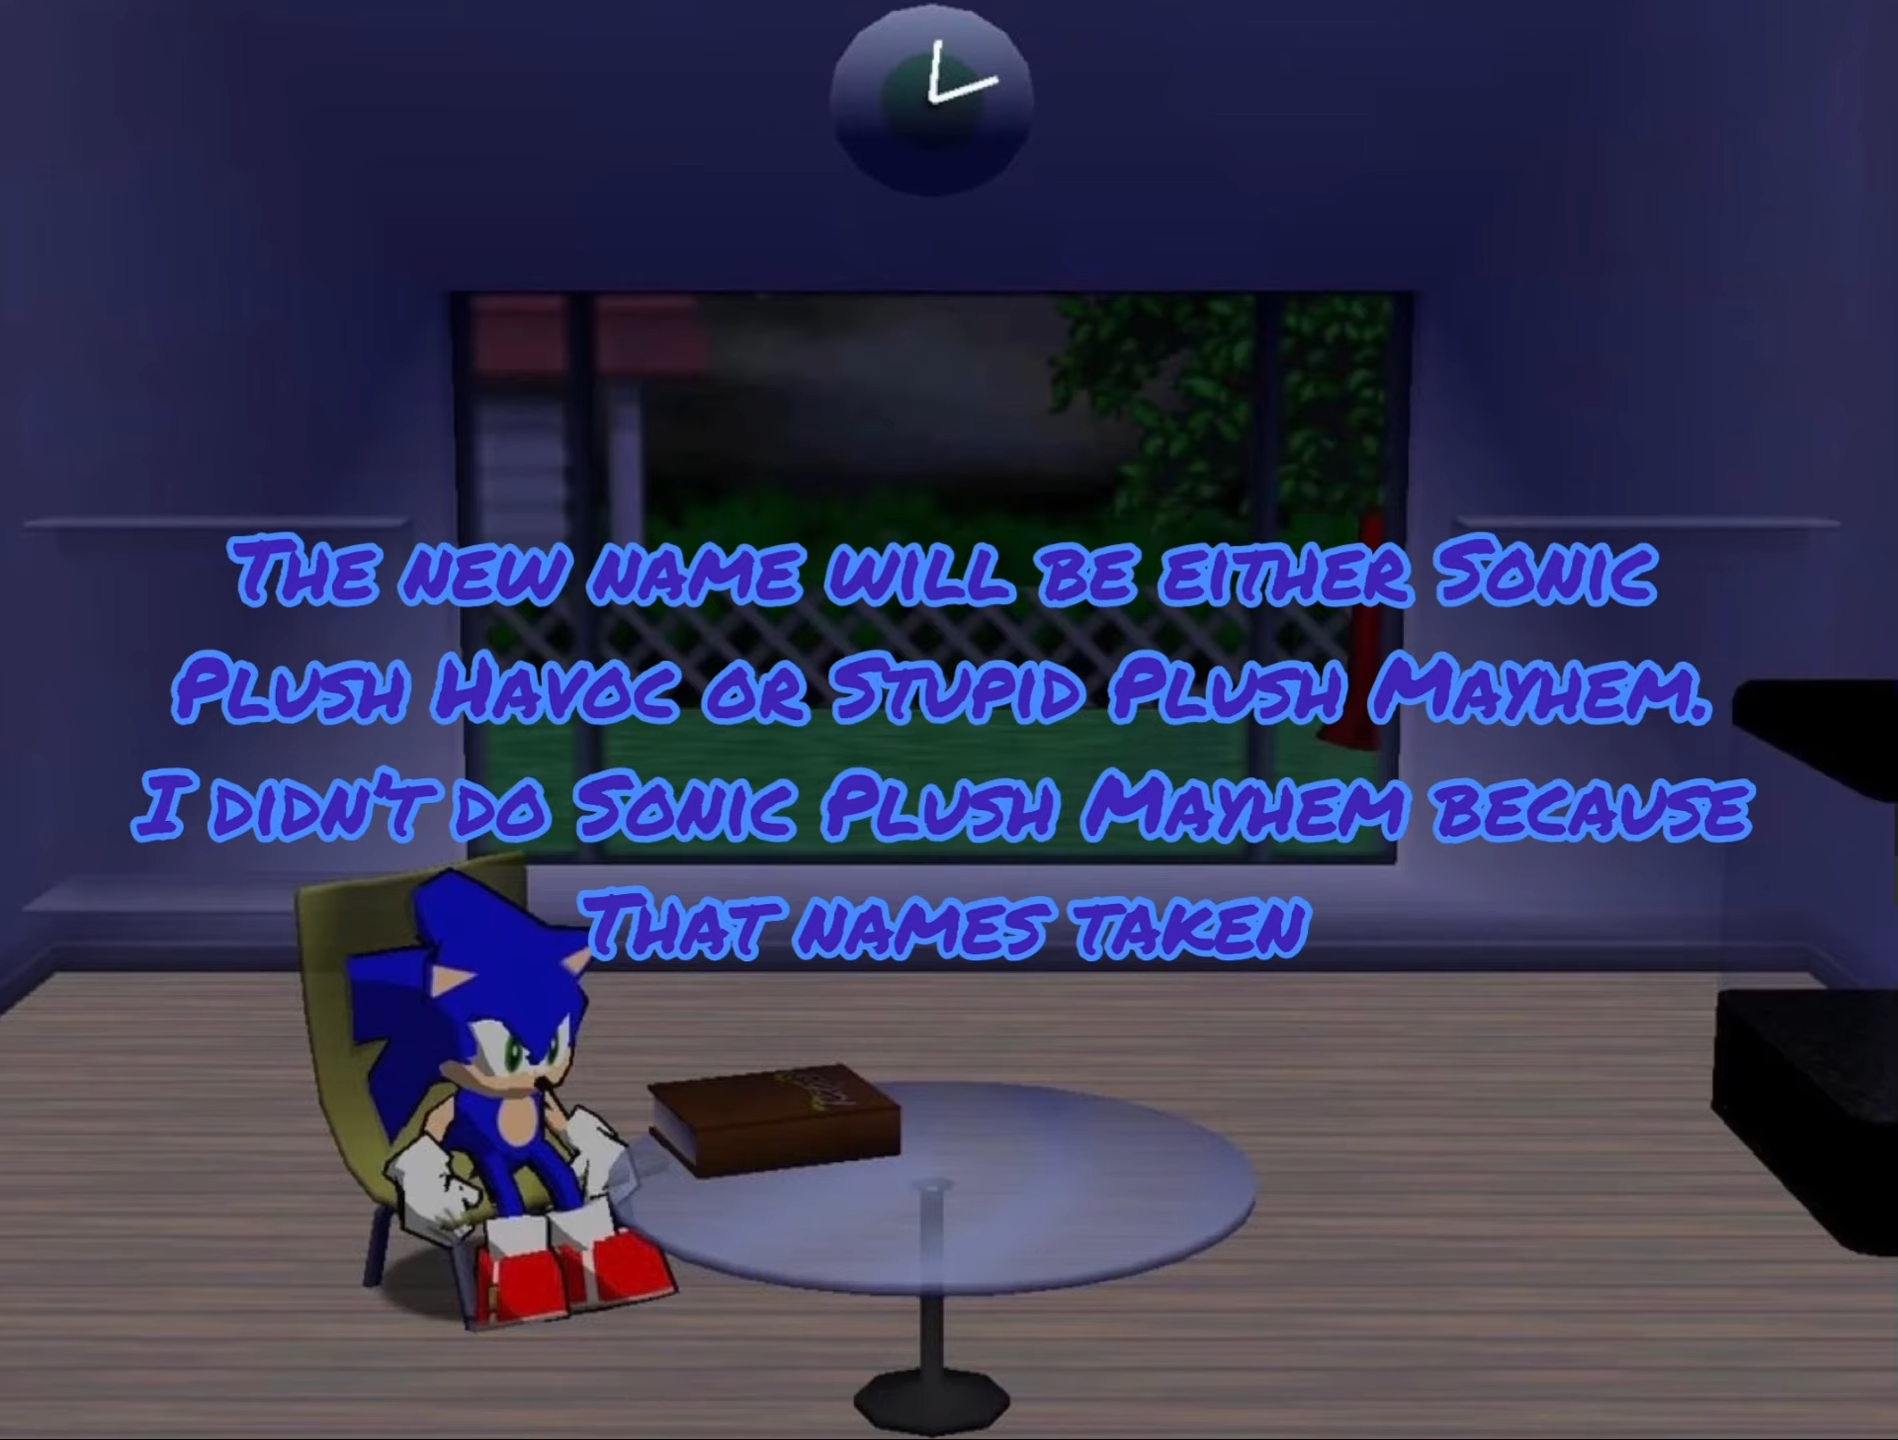 The new name will be either Sonic
Plush Havoc or Stupid Plush Mayhem.
I didn't do Sonic Plush Mayhem because
That names taken